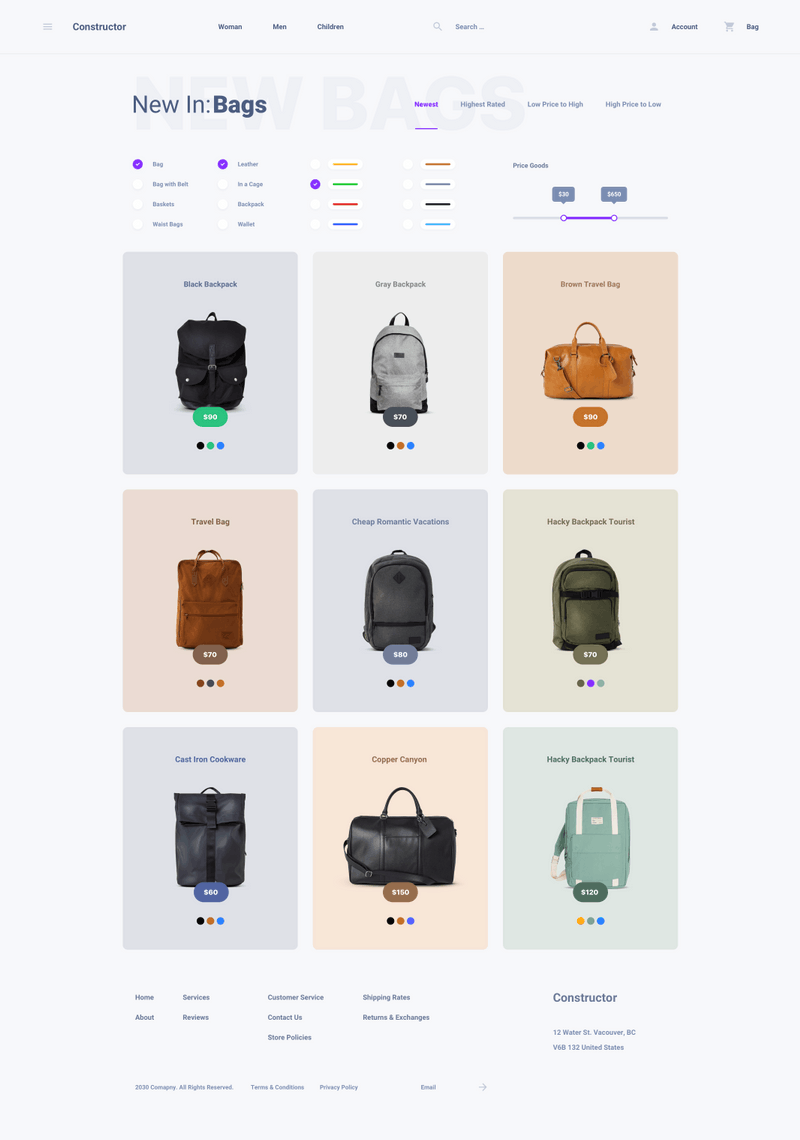 Constructor
Woman
Men
Children
Search ...
Account
Bag
NEW BAGS
New In: Bags
Newest
Highest Rated
Low Price to High
High Price to Low
Bag
Leather
Bag with Belt
In a Cage
Baskets
Backpack
Waist Bags
Wallet
Price Goods
$30
$650
Black Backpack
Gray Backpack
Brown Travel Bag
$90
$70
$90
Travel Bag
Cheap Romantic Vacations
Hacky Backpack Tourist
$70
$80
$70
Cast Iron Cookware
Copper Canyon
Hacky Backpack Tourist
$60
$150
$120
Home
Services
Customer Service
Shipping Rates
Constructor
About
Reviews
Contact Us
Returns & Exchanges
Store Policies
12 Water St. Vacouver, BC
V6B 132 United States
2030 Comapny. All Rights Reserved.
Terms & Conditions
Privacy Policy
Email